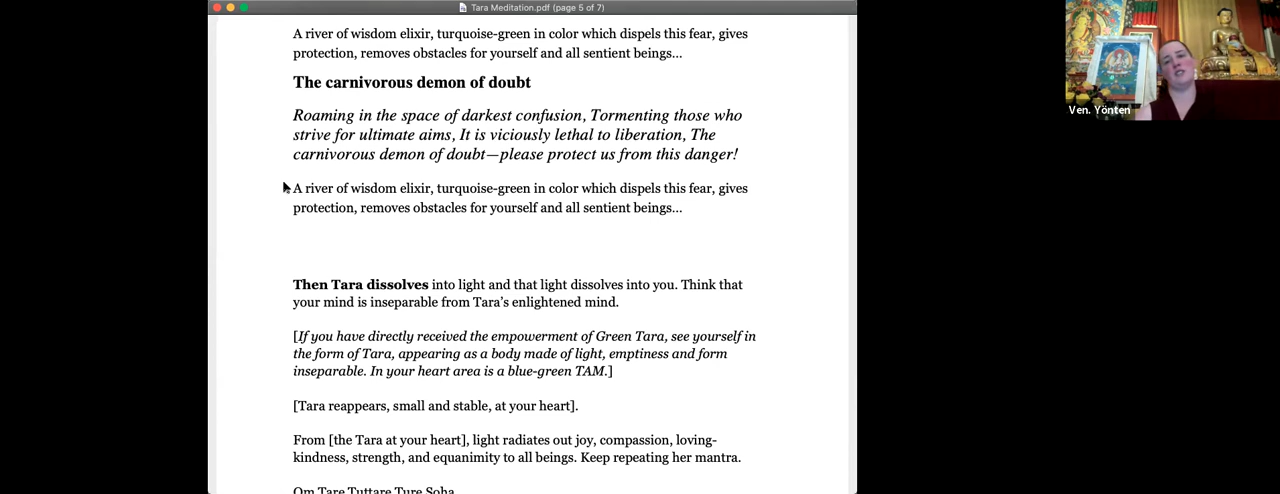 Tara Meditation.pdf (page 5 of 7)
A river of wisdom elixir, turquoise-green in color which dispels this fear, gives
protection, removes obstacles for yourself and all sentient beings...
The carnivorous demon of doubt
Roaming in the space of darkest confusion, Tormenting those who
strive for ultimate aims, It is viciously lethal to liberation, The
carnivorous demon of doubt—please protect us from this danger!
A river of wisdom elixir, turquoise-green in color which dispels this fear, gives
protection, removes obstacles for yourself and all sentient beings...
Then Tara dissolves into light and that light dissolves into you. Think that
your mind is inseparable from Tara's enlightened mind.
[If you have directly received the empowerment of Green Tara, see yourself in
the form of Tara, appearing as a body made of light, emptiness and form
inseparable. In your heart area is a blue-green TAM.]
[Tara reappears, small and stable, at your heart].
From [the Tara at your heart], light radiates out joy, compassion, loving-
kindness, strength, and equanimity to all beings. Keep repeating her mantra.
Om Tare Tuttare Ture Soha
Ven. Yönten